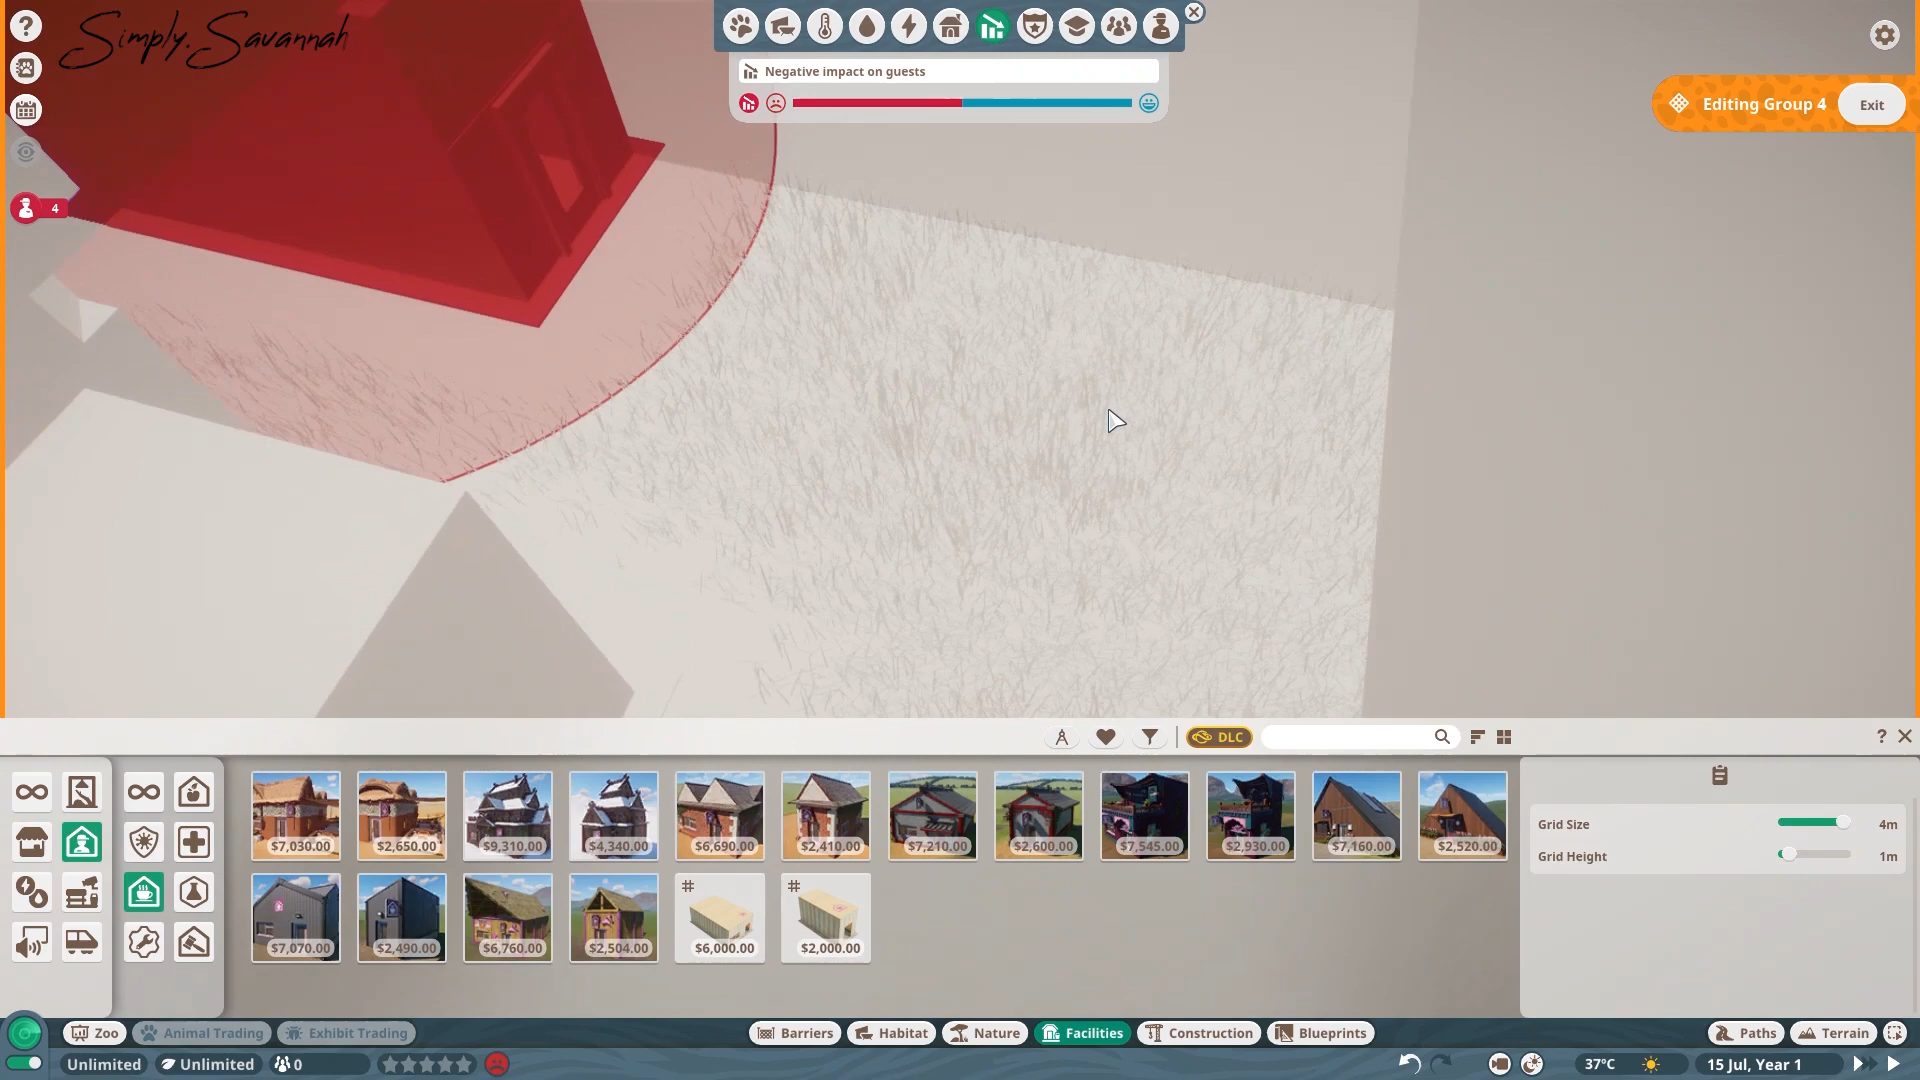 Simply.Savannah
Negative impact on guests
Editing Group 4
Exit
4
DLC
$7,030.00
$2,650.00
$9,310.00
$4,340.00
$6,690.00
$2,410.00
$7,210.00
$2,600.00
$7,545.00
$2,930.00
$7,160.00
$2,520.00
$7,070.00
$2,490.00
$6,760.00
$2,504.00
$6,000.00
$2,000.00
Grid Size 4m
Grid Height 1m
Zoo
Animal Trading
Exhibit Trading
Barriers
Habitat
Nature
Facilities
Construction
Blueprints
Paths
Terrain
Unlimited
Unlimited
0
37°C
15 Jul, Year 1